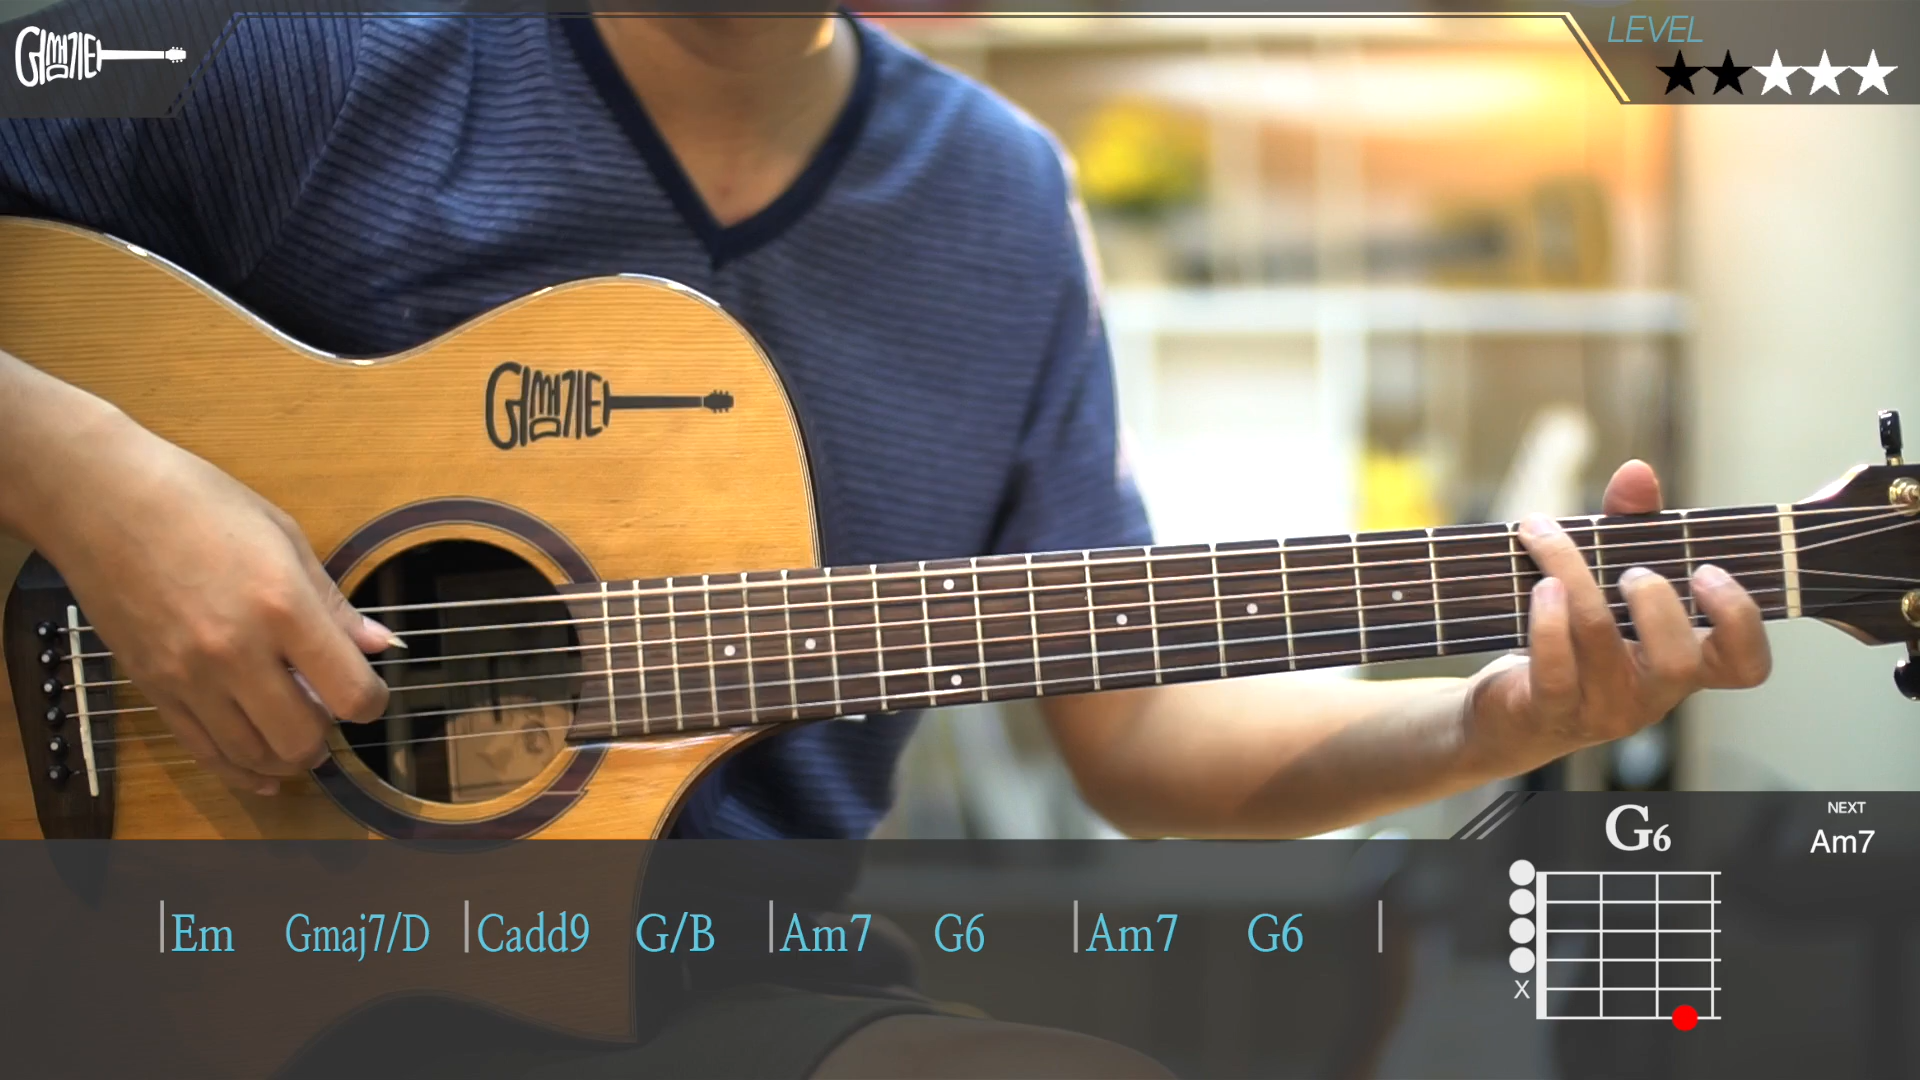 LEVEL
G6
NEXT
Am7
Em Gmaj7/D Cadd9 G/B Am7 G6 Am7 G6
X